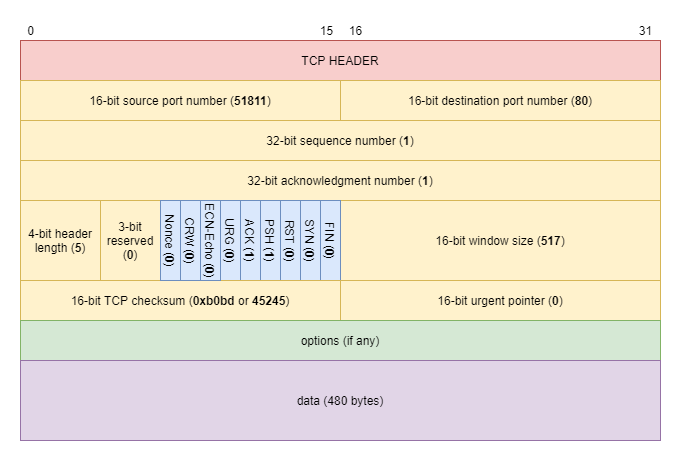 0 15 16 31
TCP HEADER
16-bit source port number (51811) 16-bit destination port number (80)
32-bit sequence number (1)
32-bit acknowledgment number (1)
4-bit header
length (5)
3-bit
reserved
(0)
Nonce (0)
CRW (0)
ECN-Echo (0)
URG (0)
ACK (1)
PSH (1)
RST (0)
SYN (0)
FIN (0)
16-bit window size (517)
16-bit TCP checksum (0xb0bd or 45245) 16-bit urgent pointer (0)
options (if any)
data (480 bytes)